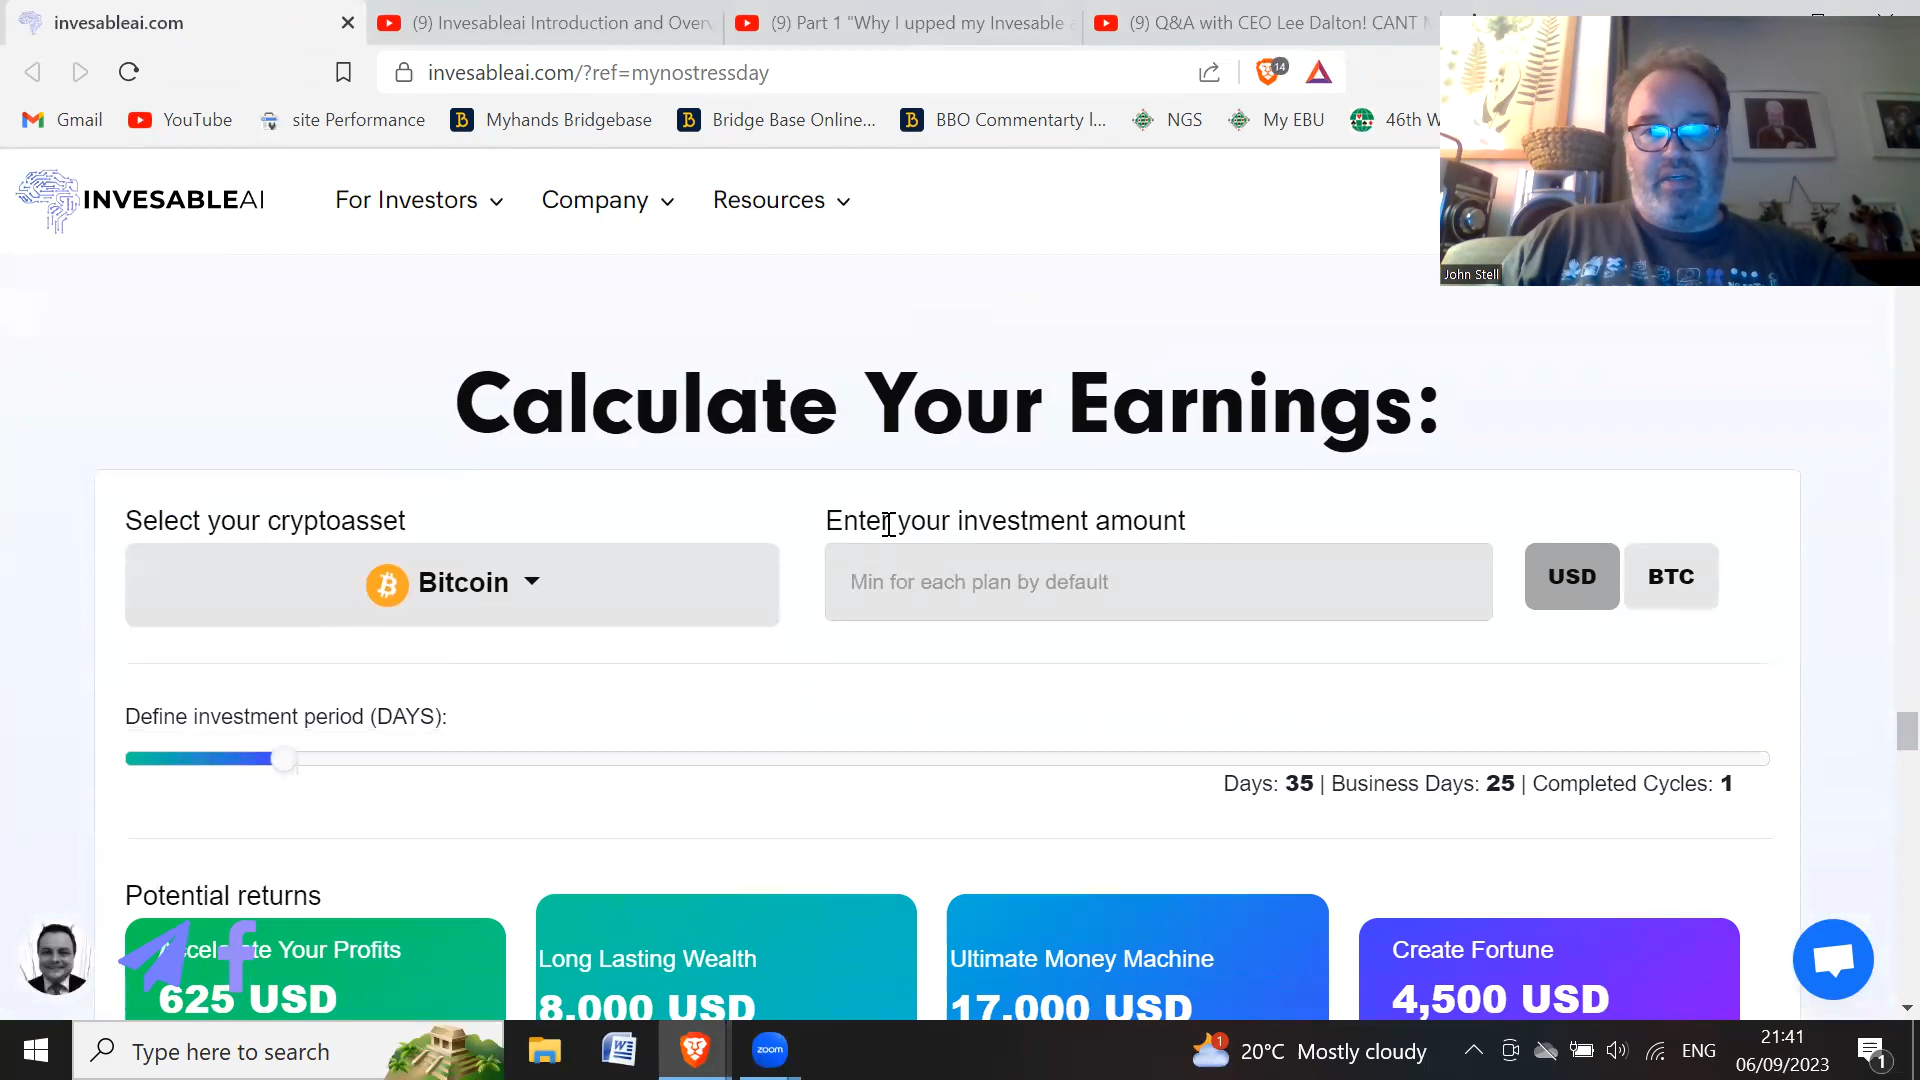 invesableai.com
(9) Invesableai Introduction and Overv
(9) Part 1 "Why I upped my Invesable a
(9) Q&A with CEO Lee Dalton! CANT
invesableai.com/?ref=mynostressday
14
Gmail
YouTube
site Performance
Myhands Bridgebase
Bridge Base Online...
BBO Commentarty l...
NGS
My EBU
46th W
INVESABLEAI
For Investors
Company
Resources
John Stell
Calculate Your Earnings:
Select your cryptoasset
Enter your investment amount
Bitcoin
Min for each plan by default
USD
BTC
Define investment period (DAYS):
Days: 35 | Business Days: 25 | Completed Cycles: 1
Potential returns
Your Profits
625 USD
Long Lasting Wealth
8,000 USD
Ultimate Money Machine
17,000 USD
Create Fortune
4,500 USD
Type here to search
zoom
1
20°C Mostly cloudy
ENG
21:41
06/09/2023
1